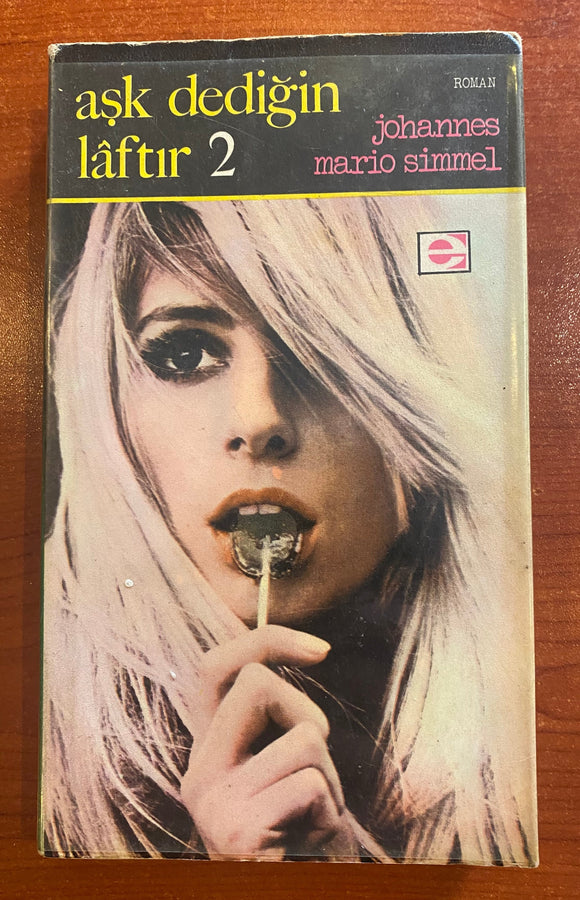 aşk dediğin
lâftır 2
ROMAN
johannes
mario simmel
e